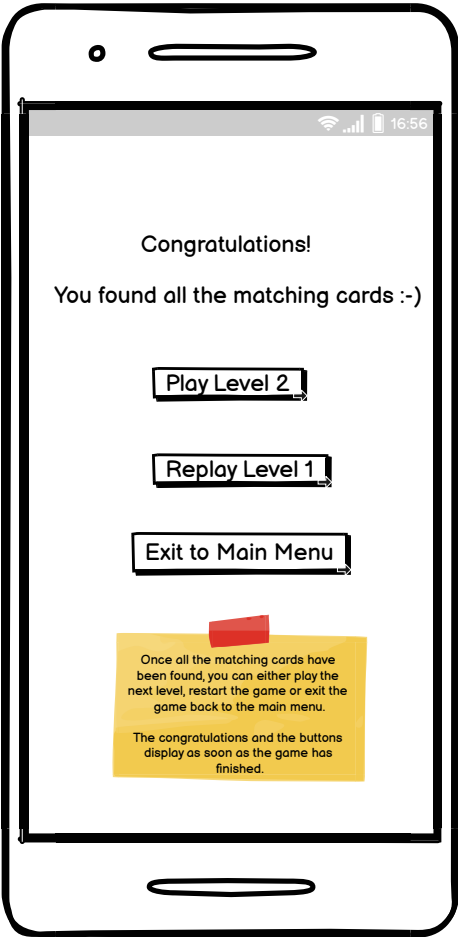 16:56
Congratulations!
You found all the matching cards :-)
Play Level 2
Replay Level 1
Exit to Main Menu
Once all the matching cards have
been found, you can either play the
next level, restart the game or exit the
game back to the main menu.
The congratulations and the buttons
display as soon as the game has
finished.